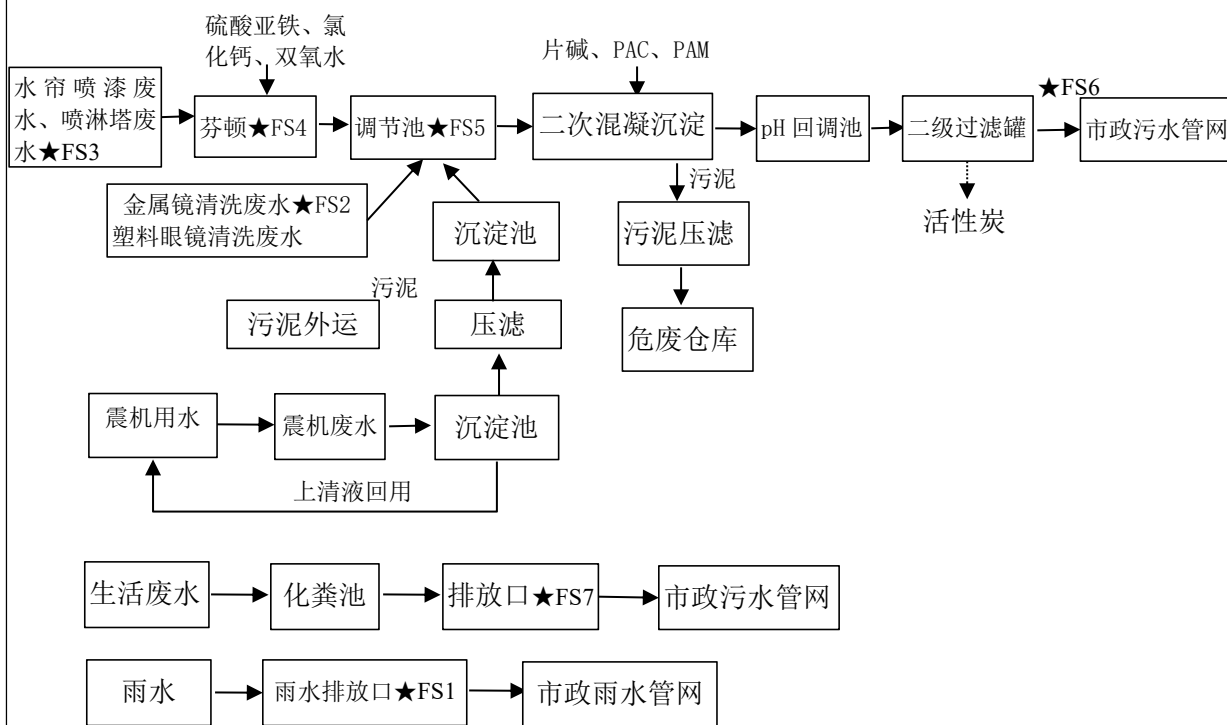 硫酸亚铁、氯
化钙、双氧水
片碱、PAC、PAM
水帘喷漆废
水、喷淋塔废
水★FS3
芬顿★FS4
调节池★FS5
二次混凝沉淀
pH 回调池
二级过滤罐
★FS6
市政污水管网
金属镜清洗废水★FS2
塑料眼镜清洗废水
沉淀池
污泥
污泥压滤
活性炭
污泥
污泥外运
压滤
危废仓库
震机用水
震机废水
沉淀池
上清液回用
生活废水
化粪池
排放口★FS7
市政污水管网
雨水
雨水排放口★FS1
市政雨水管网